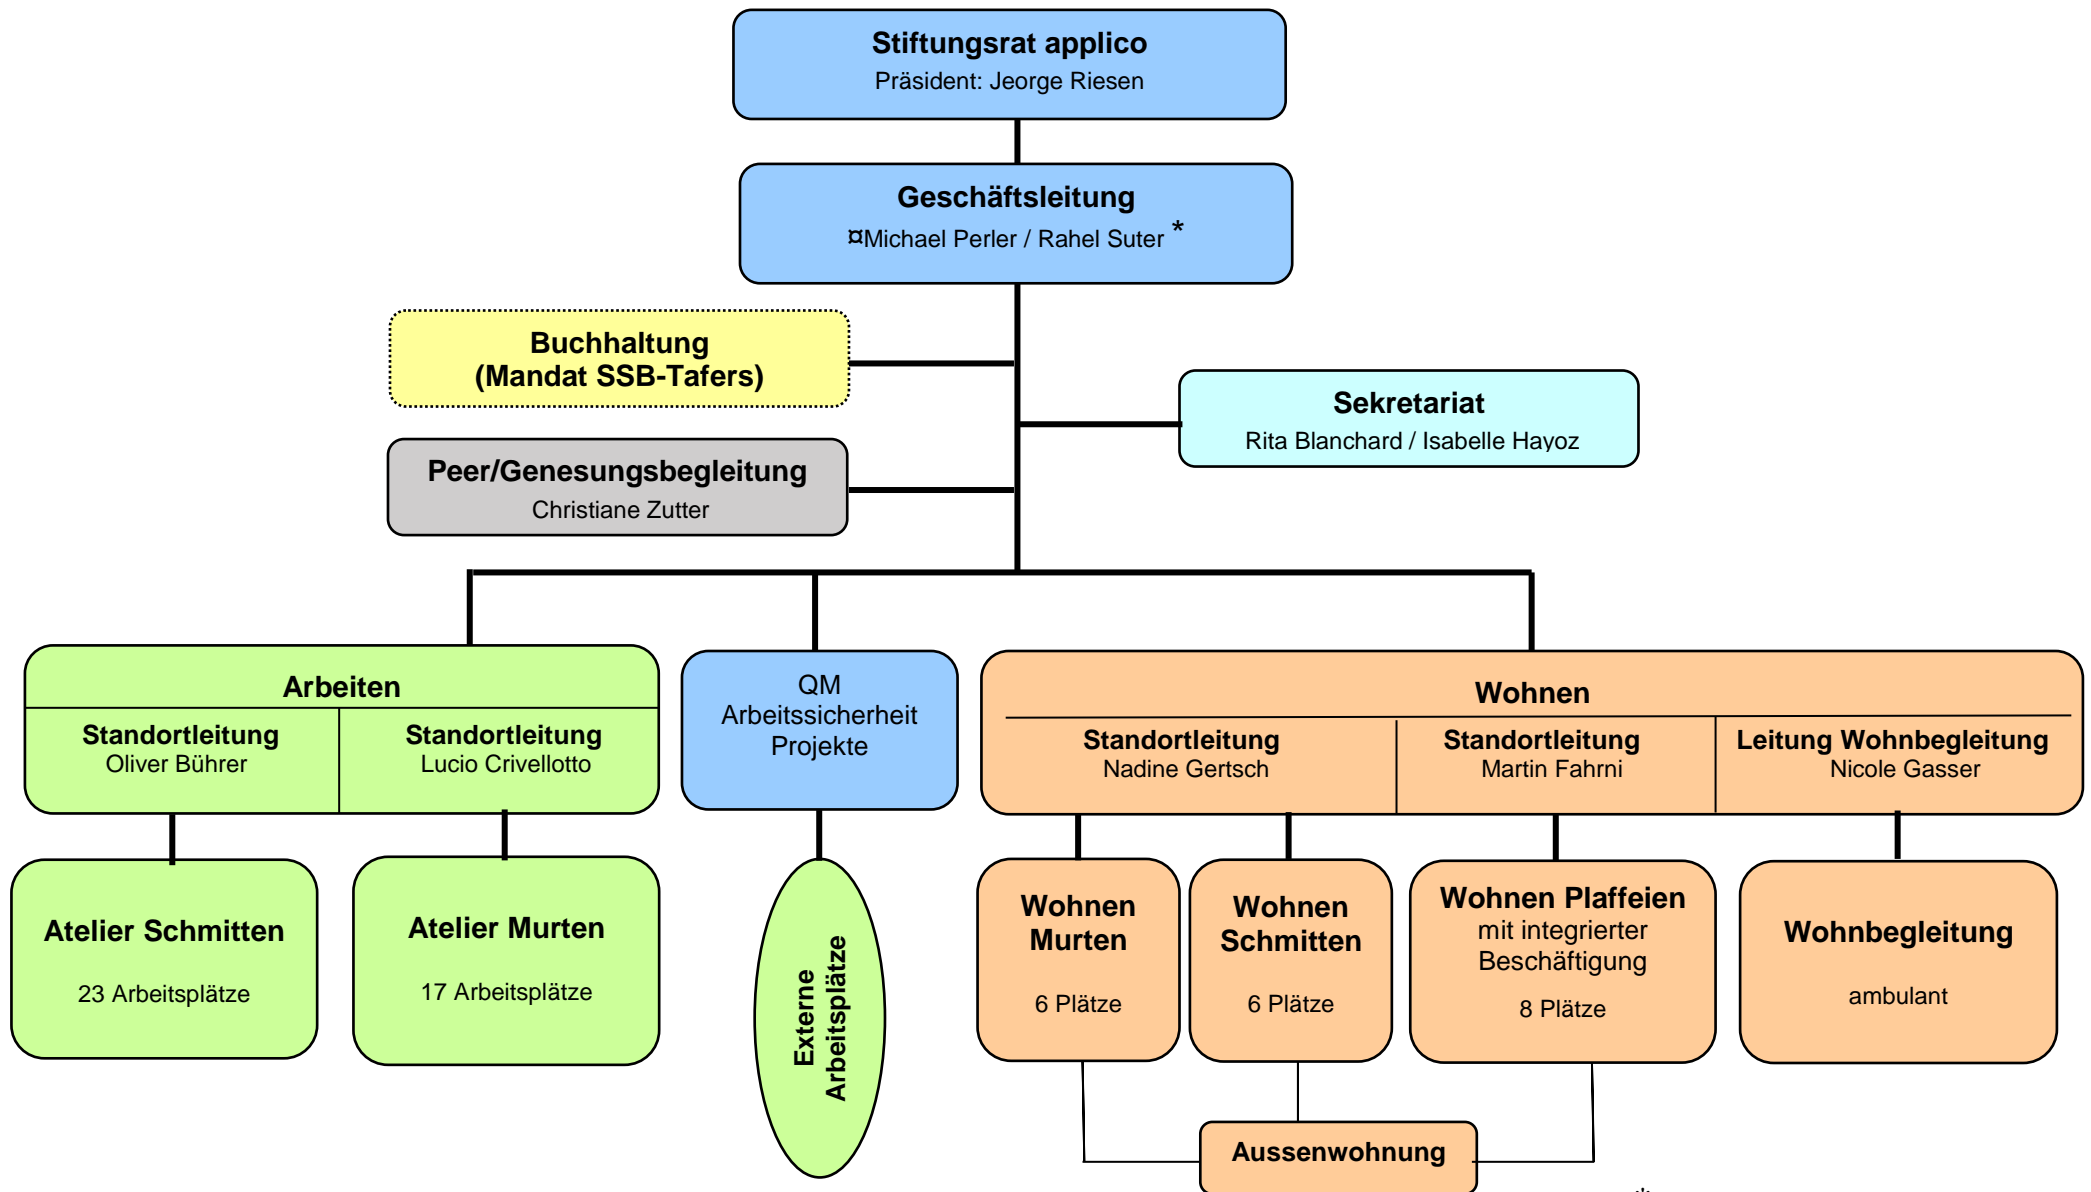 Stiftungsrat applico
Präsident: Jeorge Riesen
Geschäftsleitung
¤Michael Perler / Rahel Suter *
Buchhaltung
(Mandat SSB-Tafers)
Sekretariat
Rita Blanchard / Isabelle Hayoz
Peer/Genesungsbegleitung
Christiane Zutter
Arbeiten
Standortleitung
Oliver Bührer
Standortleitung
Lucio Crivellotto
QM
Arbeitssicherheit
Projekte
Wohnen
Standortleitung
Nadine Gertsch
Standortleitung
Martin Fahrni
Leitung Wohnbegleitung
Nicole Gasser
Atelier Schmitten
23 Arbeitsplätze
Atelier Murten
17 Arbeitsplätze
Externe
Arbeitsplätze
Wohnen
Murten
6 Plätze
Wohnen
Schmitten
6 Plätze
Wohnen Plaffeien
mit integrierter
Beschäftigung
8 Plätze
Wohnbegleitung
ambulant
Aussenwohnung